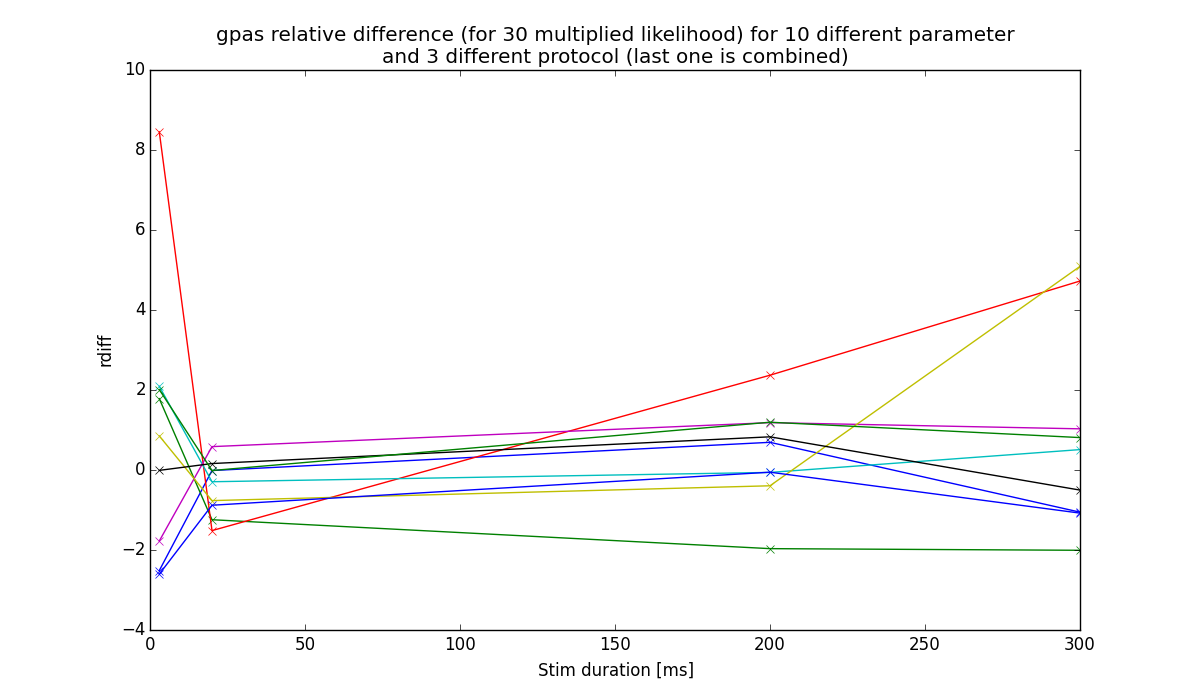 gpas relative difference (for 30 multiplied likelihood) for 10 different parameter
and 3 different protocol (last one is combined)
10
8
6
4
2
0
−2
−4
rdiff
0 50 100 150 200 250 300
Stim duration [ms]